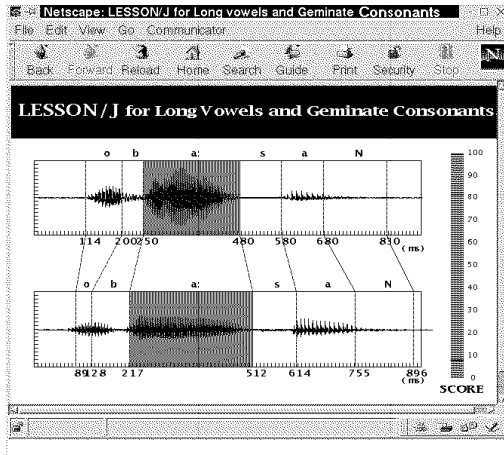 Netscape: LESSON/J for Long vowels and Geminate Consonants
File Edit View Go Communicator Help
Back Forward Reload Home Search Guide Print Security Stop
LESSON/J for Long Vowels and Geminate Consonants
o b a: s a N
114 200 250 480 580 680 830
(ms)
o b a: s a N
89 128 217 512 614 755 896
(ms)
100
90
80
70
60
50
40
30
20
10
0
SCORE